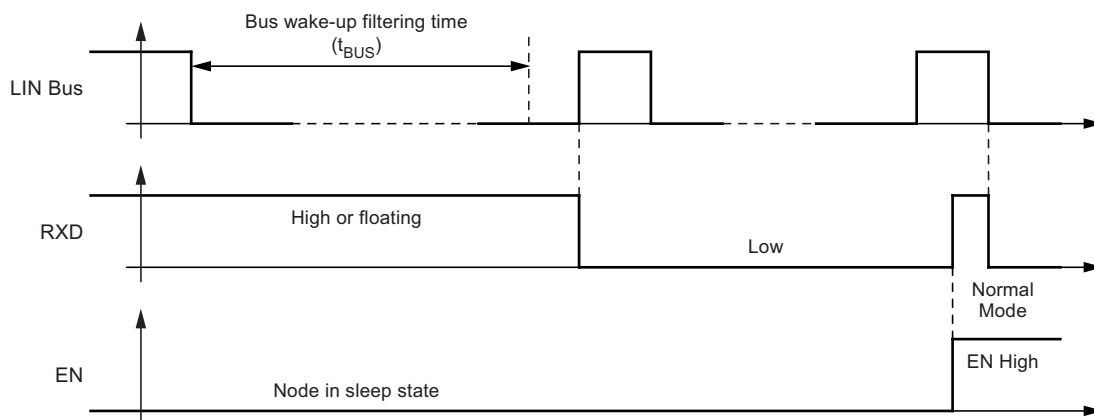 Bus wake-up filtering time
(tBUS)
LIN Bus
RXD
High or floating
Low
Normal
Mode
EN
Node in sleep state
EN High